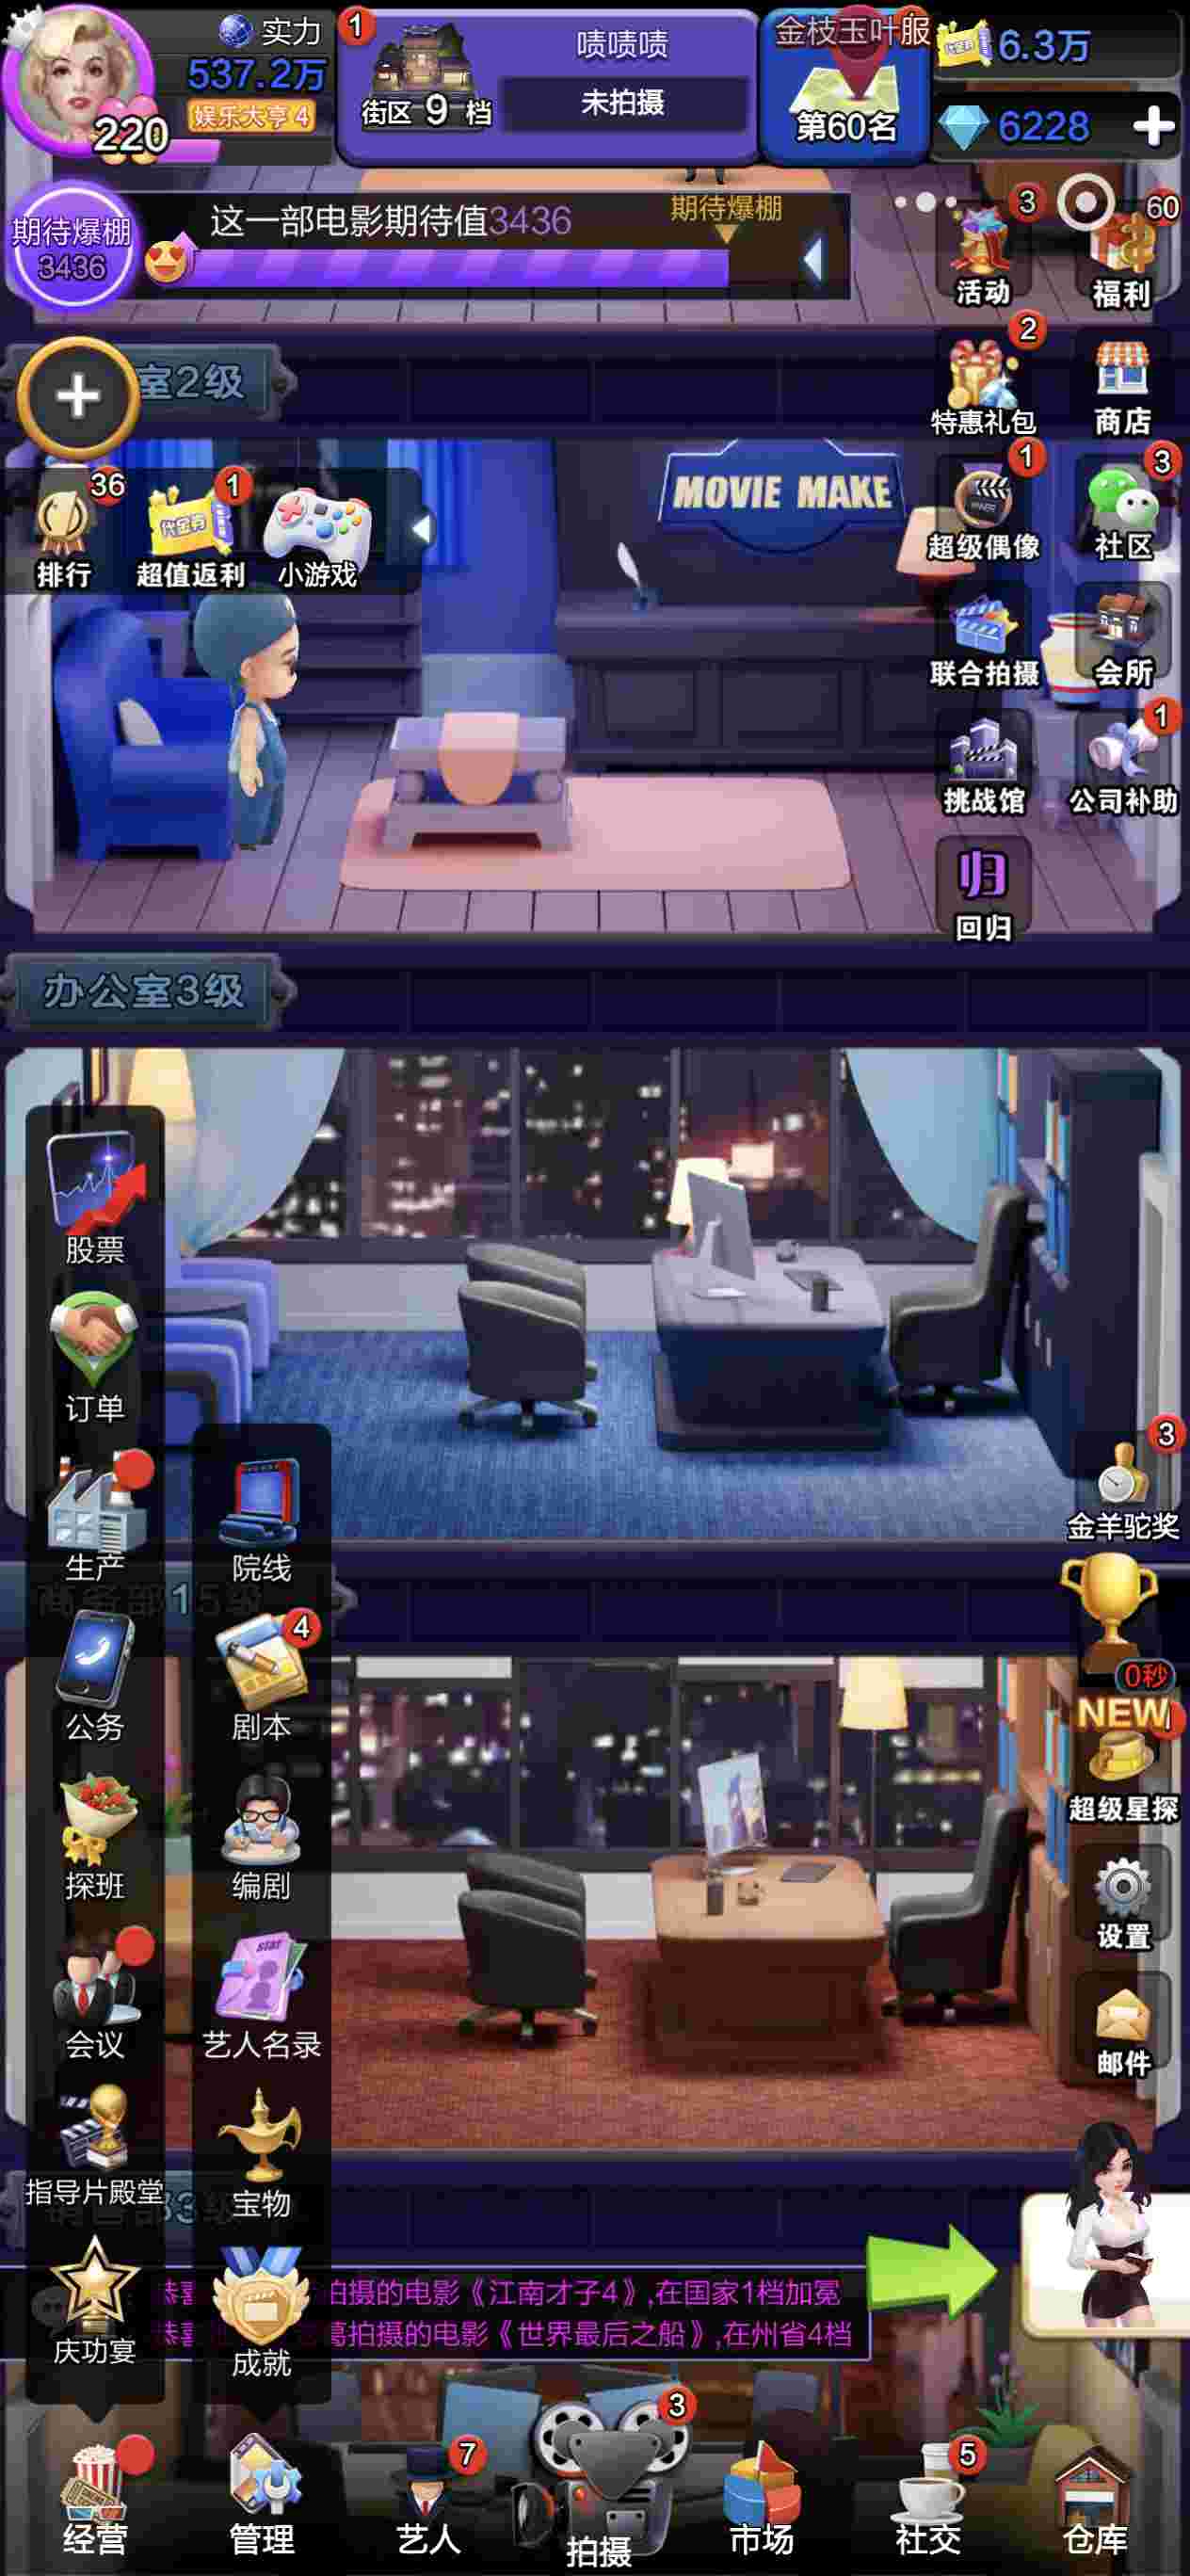 实力
537.2万
娱乐大亨 4
220
1
街区 9 档
啧啧啧
未拍摄
金枝玉叶服
第60名
代金券
6.3万
6228
期待爆棚
3436
这一部电影期待值3436
期待爆棚
3
活动
60
福利
室2级
2
特惠礼包
商店
36
排行
1
超值返利
小游戏
MOVIE MAKE
1
超级偶像
3
社区
联合拍摄
会所
挑战馆
1
公司补助
归
回归
办公室3级
股票
订单
生产
院线
3
金羊驼奖
商务部15级
公务
4
剧本
0秒
NEW
超级星探
探班
编剧
设置
会议
艺人名录
邮件
指导片殿堂
宝物
庆功宴
成就
拍摄的电影《江南才子4》,在国家1档加冕
拍摄的电影《世界最后之船》,在州省4档
经营
管理
7
艺人
3
拍摄
市场
5
社交
仓库